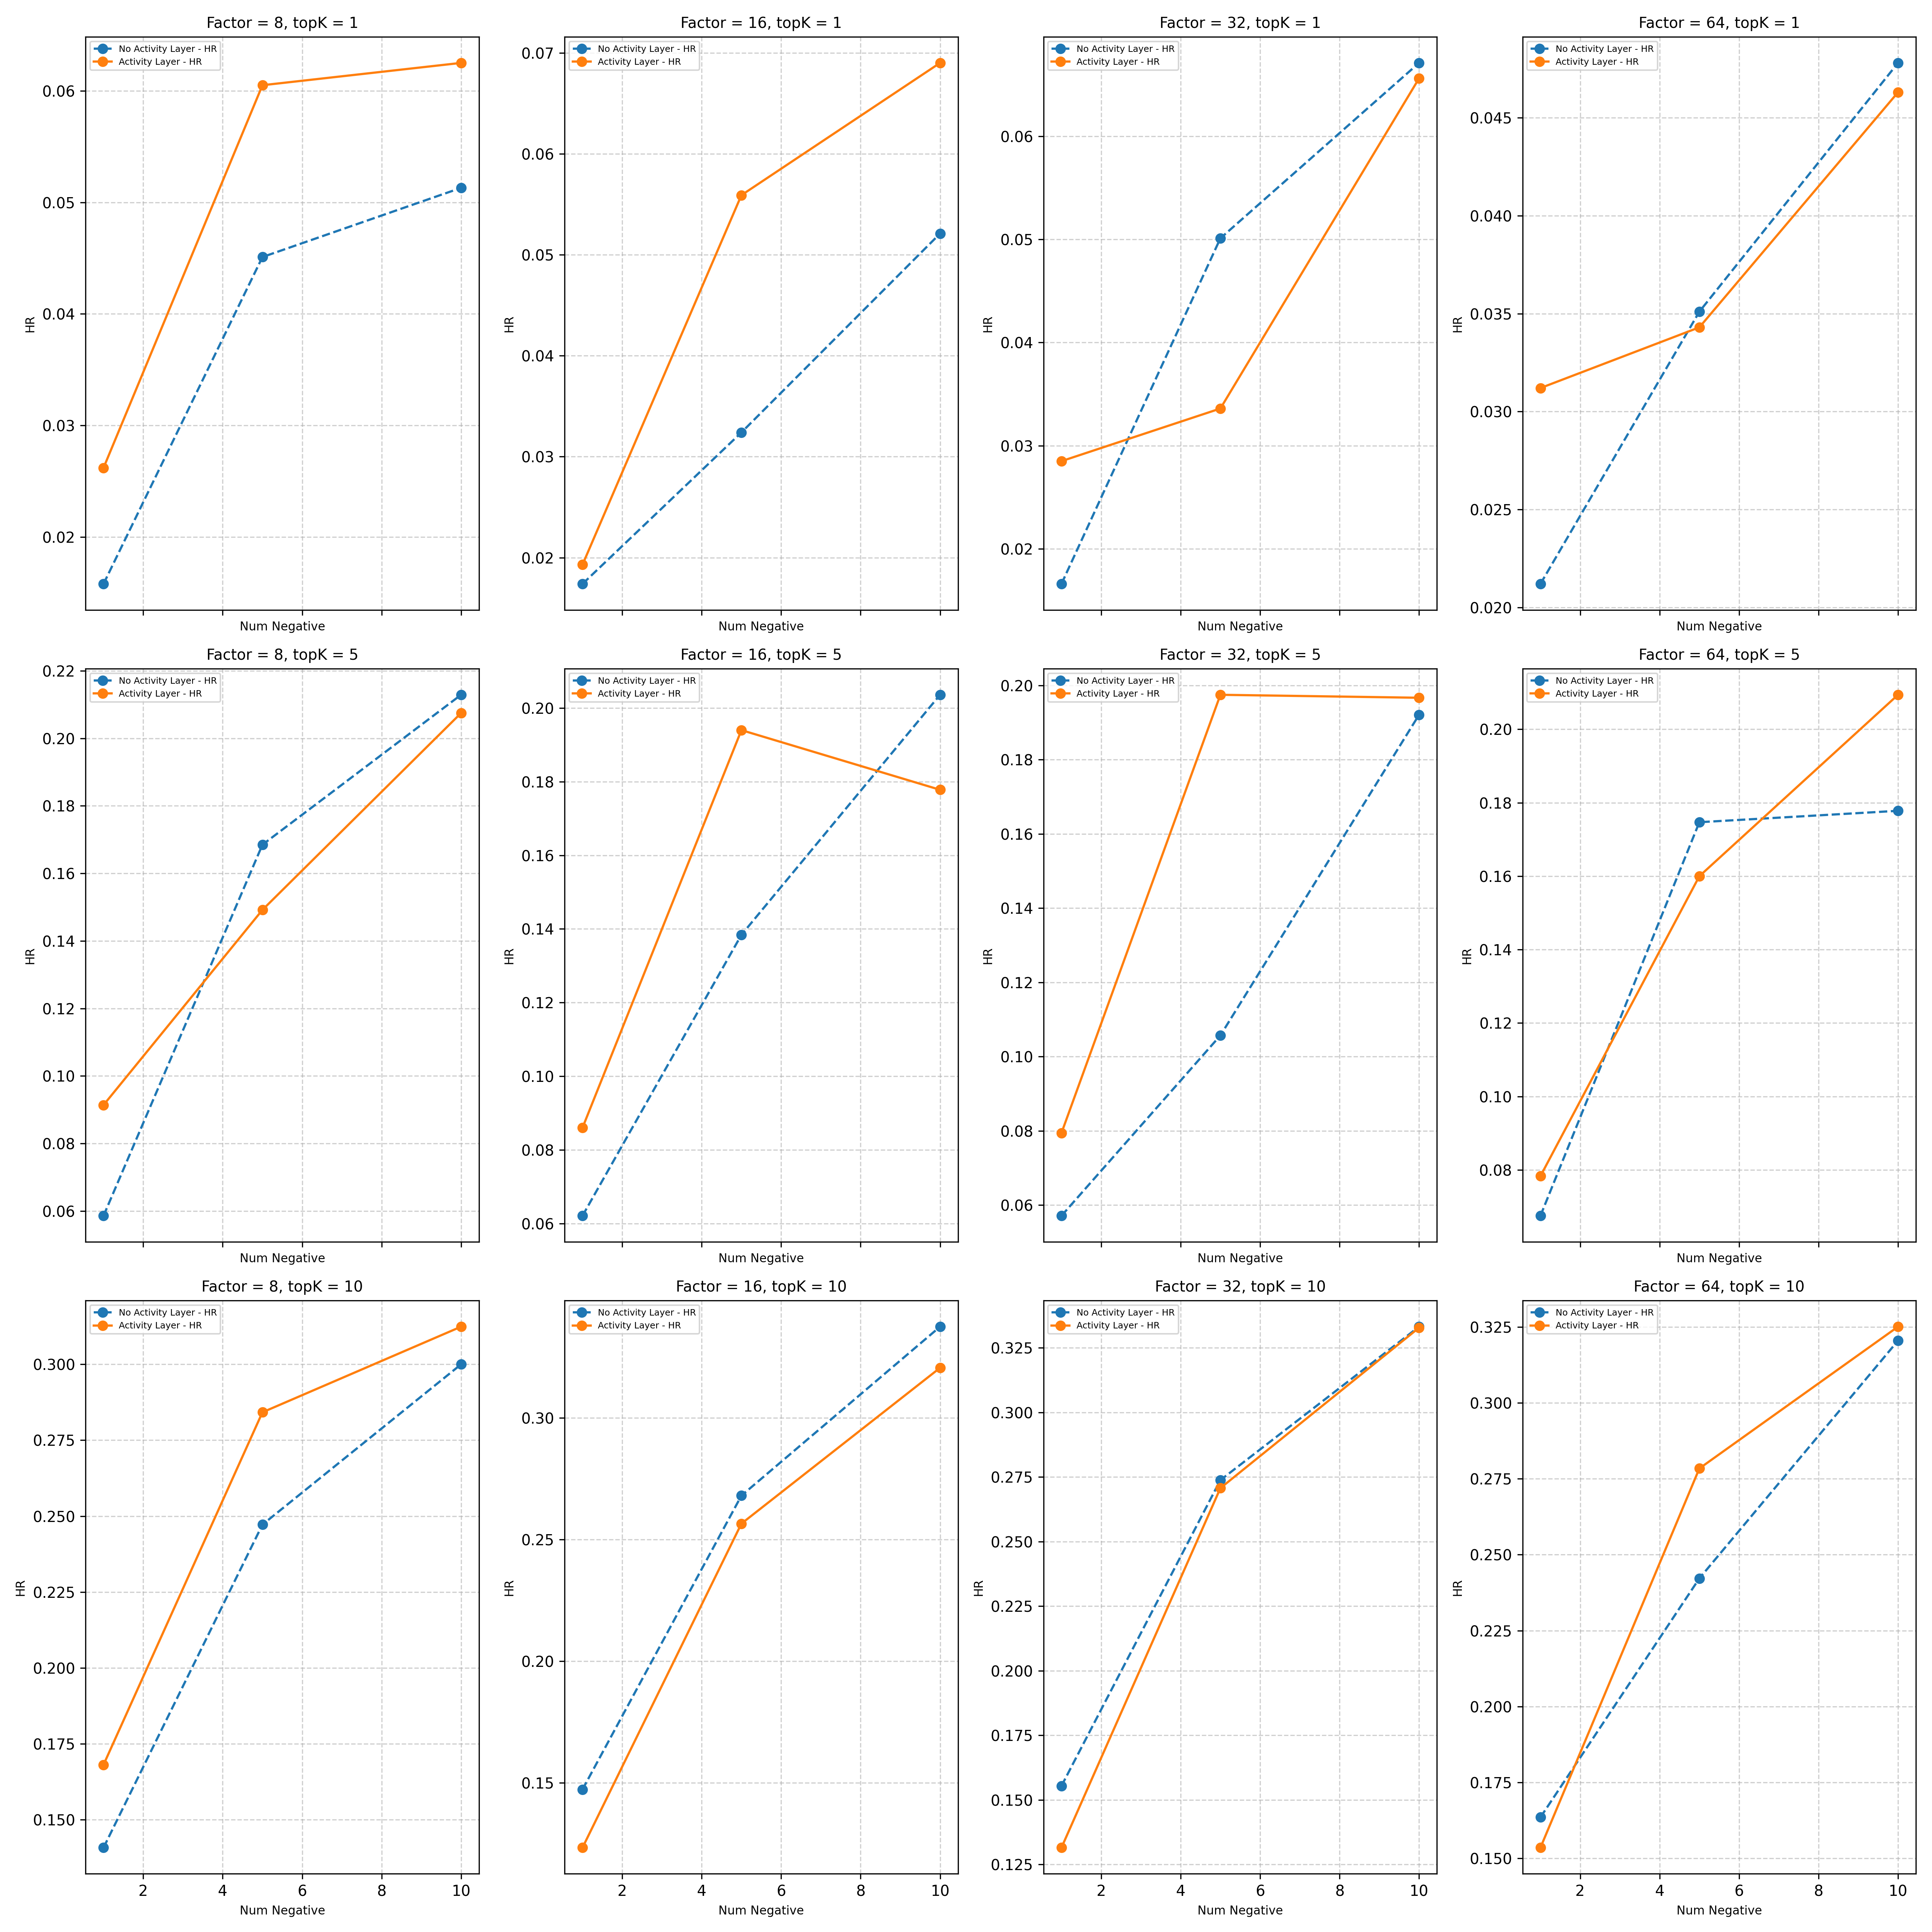 Factor = 8, topK = 1
No Activity Layer - HR
Activity Layer - HR
HR
0.06
0.05
0.04
0.03
0.02
Num Negative
Factor = 16, topK = 1
No Activity Layer - HR
Activity Layer - HR
HR
0.07
0.06
0.05
0.04
0.03
0.02
Num Negative
Factor = 32, topK = 1
No Activity Layer - HR
Activity Layer - HR
HR
0.06
0.05
0.04
0.03
0.02
Num Negative
Factor = 64, topK = 1
No Activity Layer - HR
Activity Layer - HR
HR
0.045
0.040
0.035
0.030
0.025
0.020
Num Negative
Factor = 8, topK = 5
No Activity Layer - HR
Activity Layer - HR
HR
0.22
0.20
0.18
0.16
0.14
0.12
0.10
0.08
0.06
Num Negative
Factor = 16, topK = 5
No Activity Layer - HR
Activity Layer - HR
HR
0.20
0.18
0.16
0.14
0.12
0.10
0.08
0.06
Num Negative
Factor = 32, topK = 5
No Activity Layer - HR
Activity Layer - HR
HR
0.20
0.18
0.16
0.14
0.12
0.10
0.08
0.06
Num Negative
Factor = 64, topK = 5
No Activity Layer - HR
Activity Layer - HR
HR
0.20
0.18
0.16
0.14
0.12
0.10
0.08
Num Negative
Factor = 8, topK = 10
No Activity Layer - HR
Activity Layer - HR
HR
0.300
0.275
0.250
0.225
0.200
0.175
0.150
2 4 6 8 10
Num Negative
Factor = 16, topK = 10
No Activity Layer - HR
Activity Layer - HR
HR
0.30
0.25
0.20
0.15
2 4 6 8 10
Num Negative
Factor = 32, topK = 10
No Activity Layer - HR
Activity Layer - HR
HR
0.325
0.300
0.275
0.250
0.225
0.200
0.175
0.150
0.125
2 4 6 8 10
Num Negative
Factor = 64, topK = 10
No Activity Layer - HR
Activity Layer - HR
HR
0.325
0.300
0.275
0.250
0.225
0.200
0.175
0.150
2 4 6 8 10
Num Negative